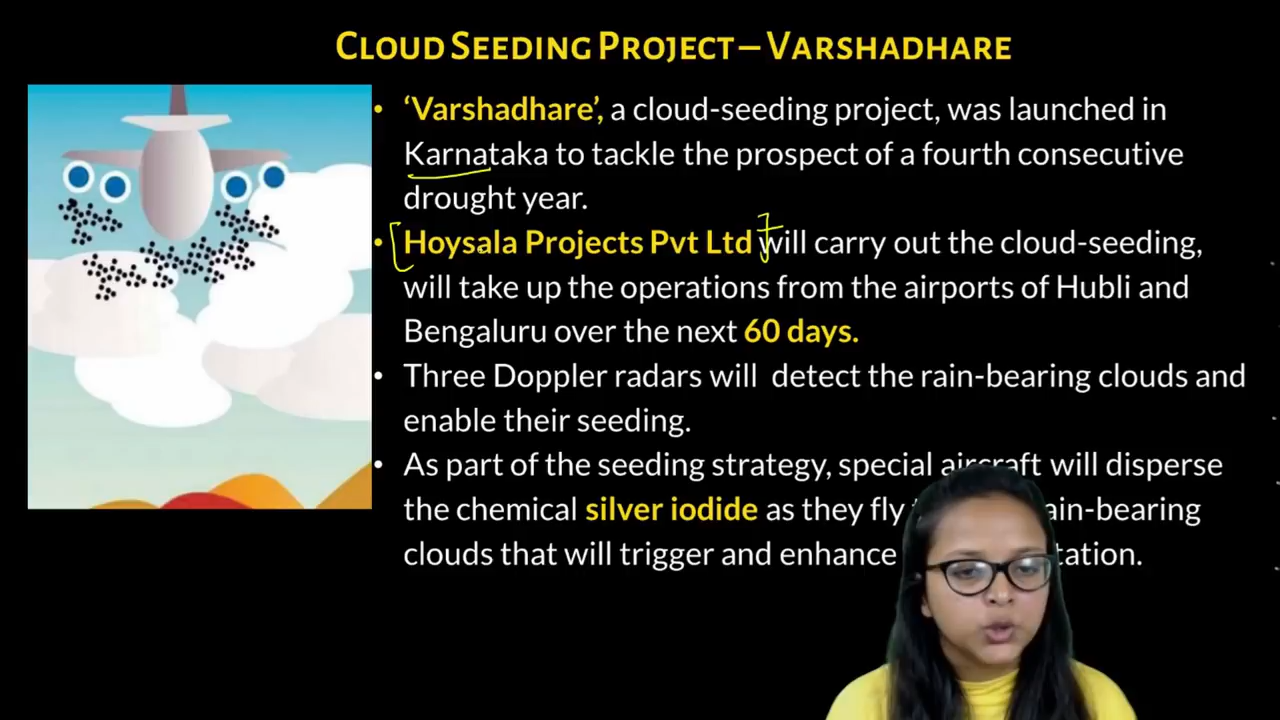 CLOUD SEEDING PROJECT – VARSHADHARE
• ‘Varshadhare’, a cloud-seeding project, was launched in
Karnataka to tackle the prospect of a fourth consecutive
drought year.
• Hoysala Projects Pvt Ltd will carry out the cloud-seeding,
will take up the operations from the airports of Hubli and
Bengaluru over the next 60 days.
• Three Doppler radars will detect the rain-bearing clouds and
enable their seeding.
• As part of the seeding strategy, special aircraft will disperse
the chemical silver iodide as they fly ain-bearing
clouds that will trigger and enhance tation.